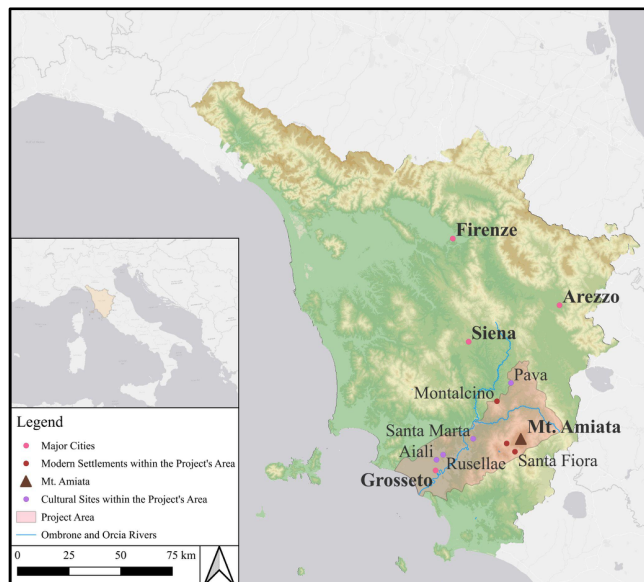 Firenze
Arezzo
Siena
Pava
Montalcino
Mt. Amiata
Santa Marta
Aiali
Rusellae
Santa Fiora
Grosseto
Legend
Major Cities
Modern Settlements within the Project's Area
Mt. Amiata
Cultural Sites within the Project's Area
Project Area
Ombrone and Orcia Rivers
0 25 50 75 km